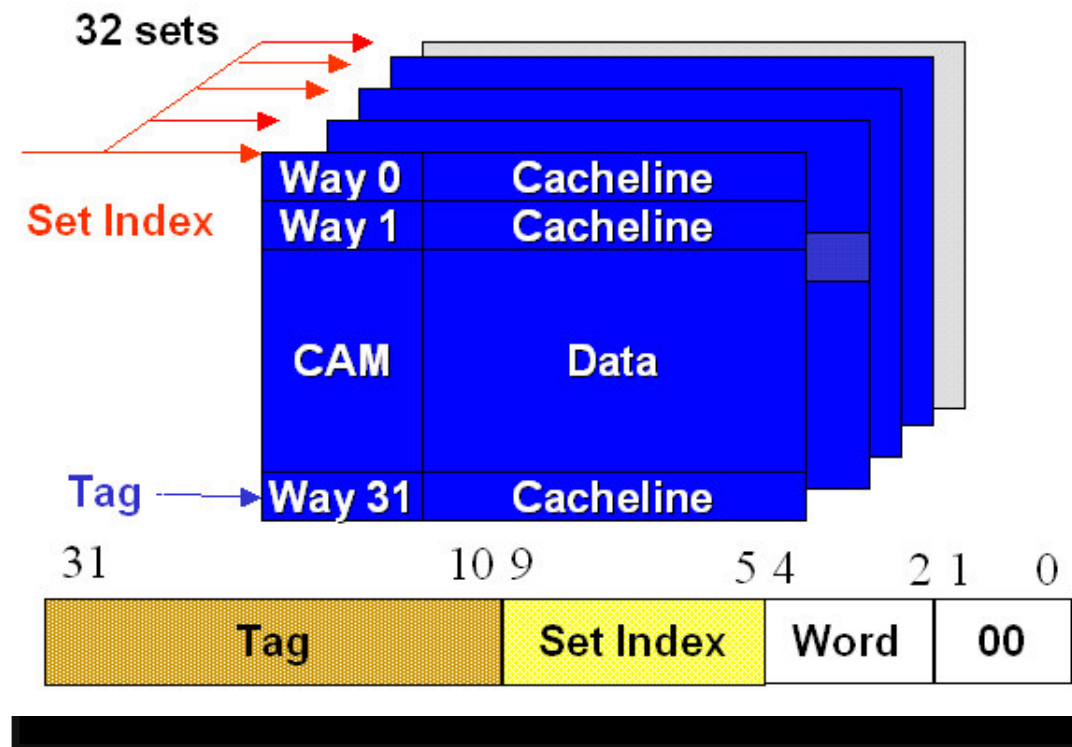 32 sets
Set Index
Way 0 Cacheline
Way 1 Cacheline
CAM Data
Tag
Way 31 Cacheline
31 10 9 5 4 2 1 0
Tag Set Index Word 00